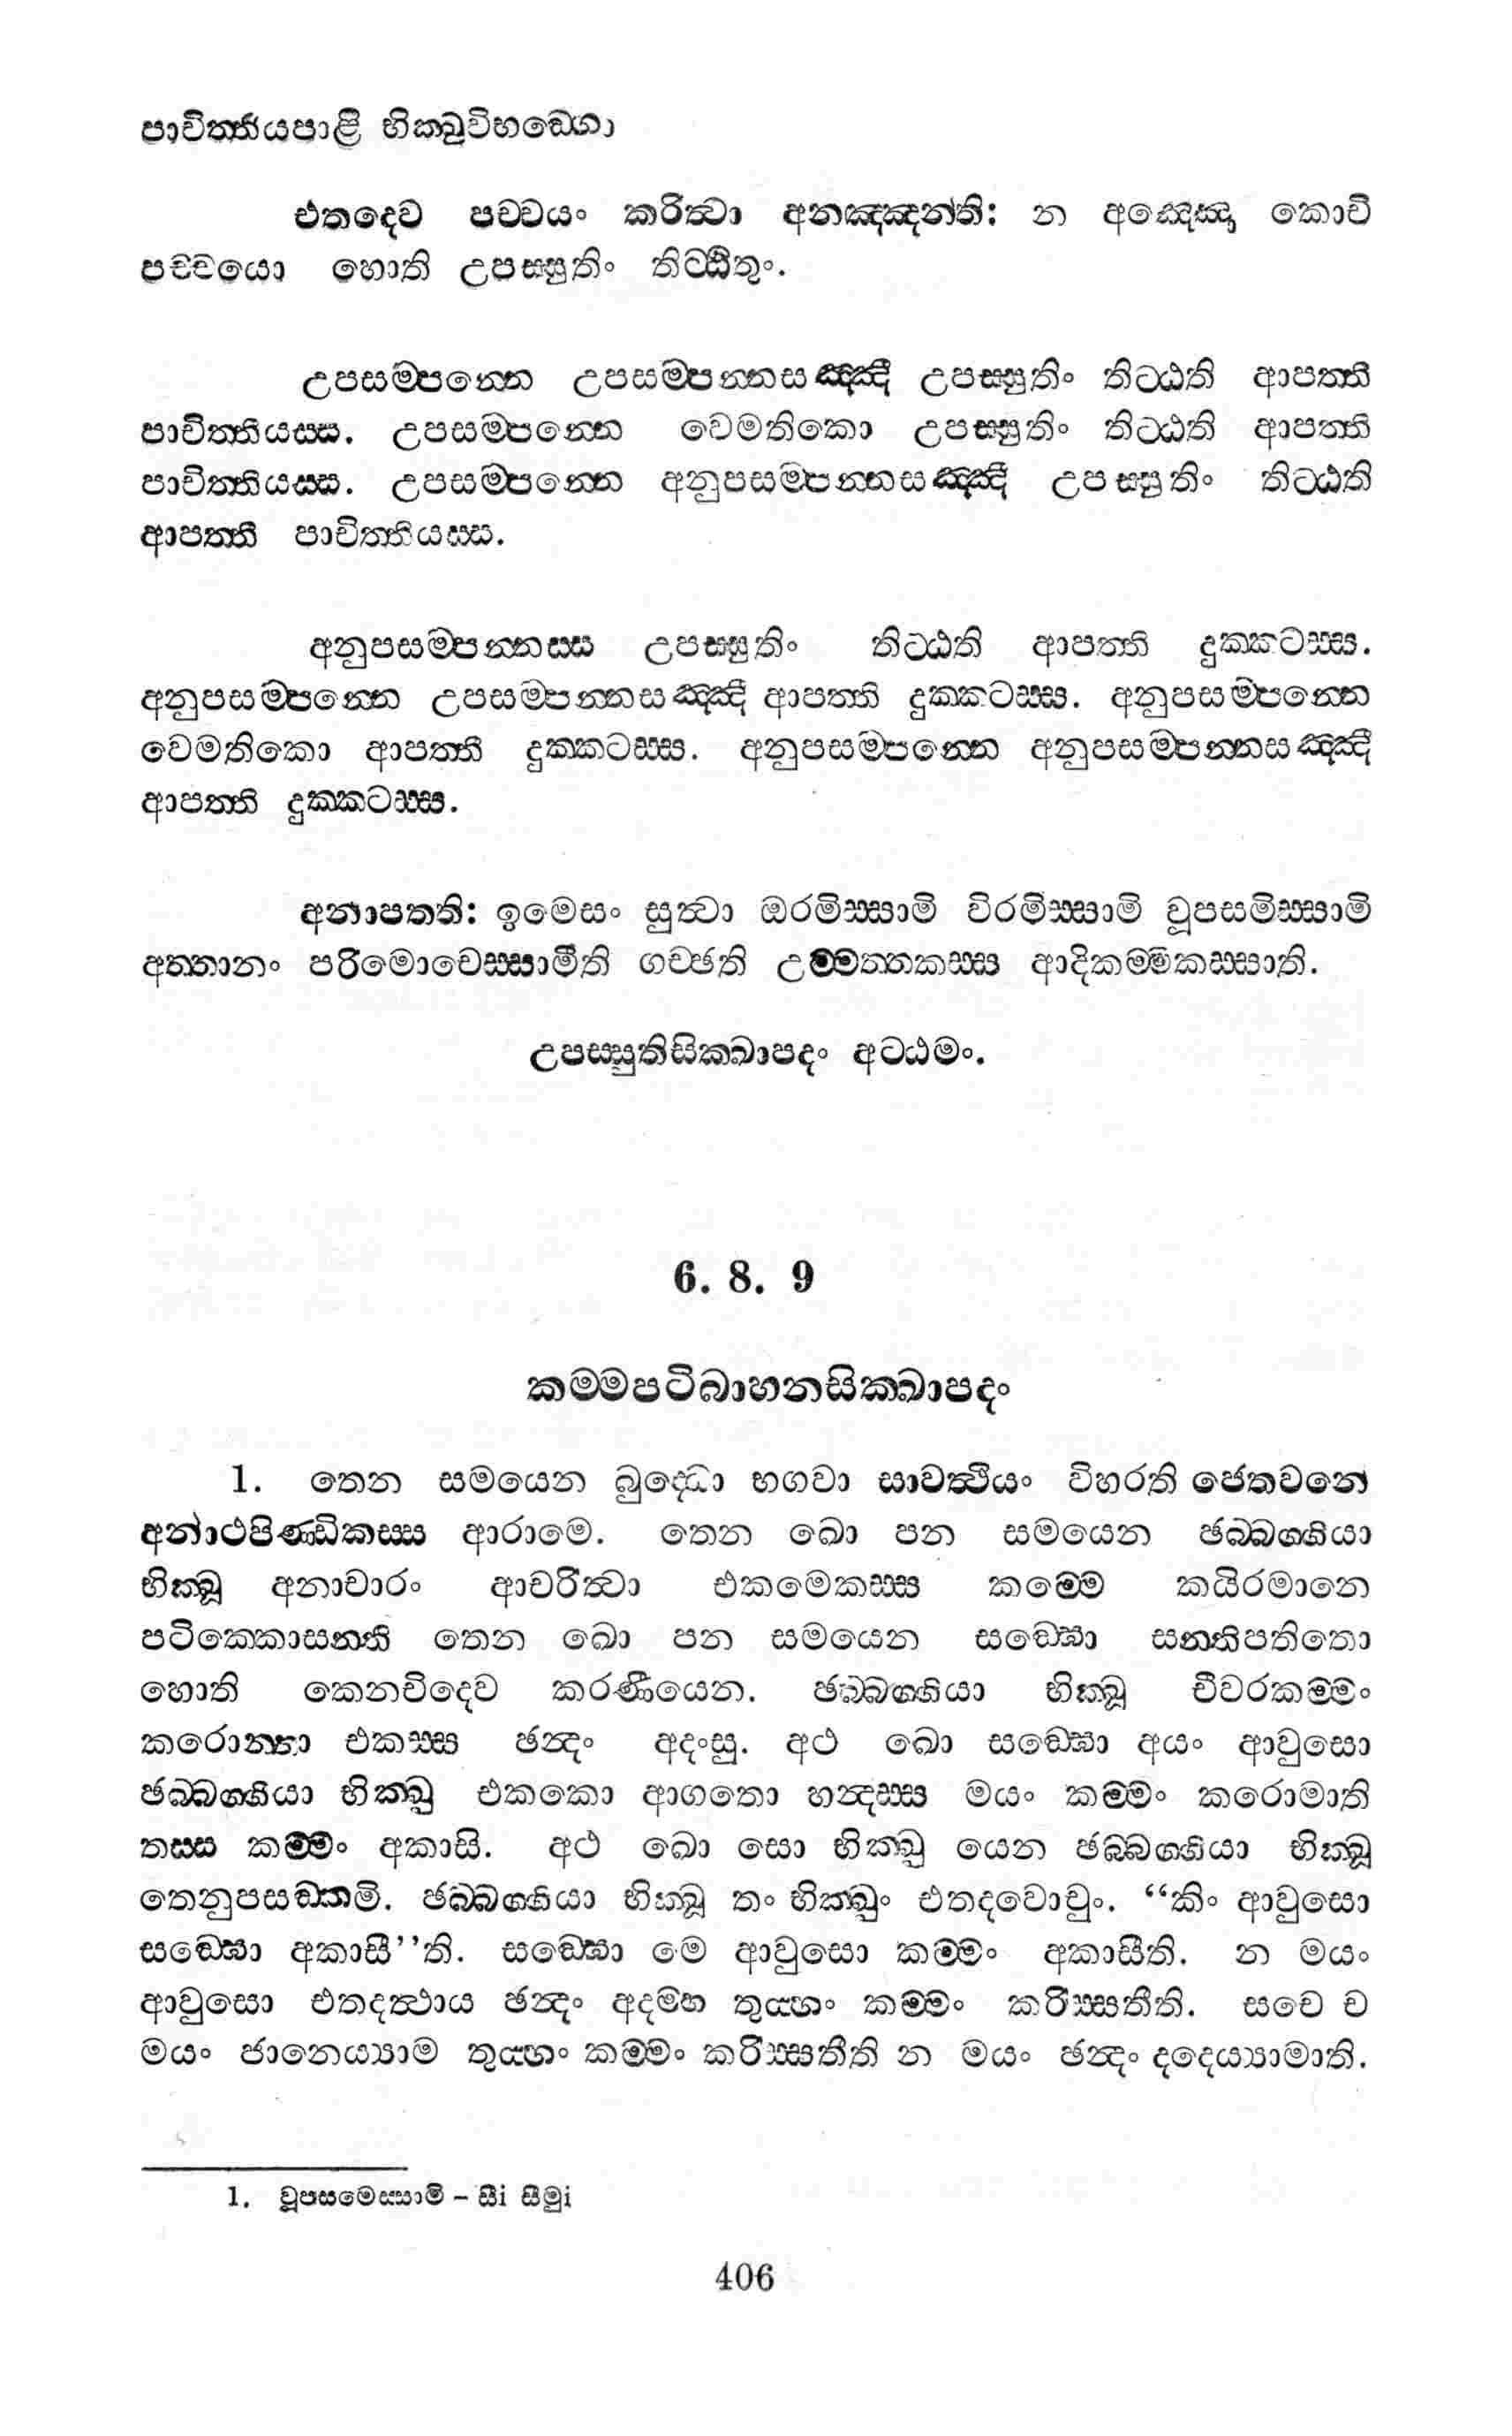 පාචිත්තියපාළි භික්ඛුවිභඞ්ගො
එතදෙව පච්චයං කරිත්වා අනඤ්ඤන්ති: න අඤ්ඤො කොචි
පච්චයො හොති උපස්සුතිං තිට්ඨිතුං.
උපසම්පන්නෙ උපසම්පන්නසඤ්ඤී උපස්සුතිං තිට්ඨති ආපත්ති
පාචිත්තියස්ස. උපසම්පන්නෙ වෙමතිකො උපස්සුතිං තිට්ඨති ආපත්ති
පාචිත්තියස්ස. උපසම්පන්නෙ අනුපසම්පන්නසඤ්ඤී උපස්සුතිං තිට්ඨති
ආපත්ති පාචිත්තියස්ස.
අනුපසම්පන්නස්ස උපස්සුතිං තිට්ඨති ආපත්ති දුක්කටස්ස.
අනුපසම්පන්නෙ උපසම්පන්නසඤ්ඤී ආපත්ති දුක්කටස්ස. අනුපසම්පන්නෙ
වෙමතිකො ආපත්ති දුක්කටස්ස. අනුපසම්පන්නෙ අනුපසම්පන්නසඤ්ඤී
ආපත්ති දුක්කටස්ස.
අනාපතති: ඉමෙසං සුත්වා ඔරමිස්සාමි විරමිස්සාමි වූපසමිස්සාමි
අත්තානං පරිමොචෙස්සාමීති ගච්ඡති උම්මත්තකස්ස ආදිකම්මිකස්සාති.
උපස්සුතිසික්ඛාපදං අට්ඨමං.
6. 8. 9
කම්මපටිබාහනසික්ඛාපදං
1. තෙන සමයෙන බුද්ධො භගවා සාවත්ථියං විහරති ජෙතවනෙ
අනාථපිණ්ඩිකස්ස ආරාමෙ. තෙන ඛො පන සමයෙන ඡබ්බග්ගියා
භික්ඛූ අනාචාරං ආචරිත්වා එකමෙකස්ස කම්මෙ කයිරමානෙ
පටික්කොසන්ති තෙන ඛො පන සමයෙන සඞ්ඝො සන්නිපතිතො
හොති කෙනචිදෙව කරණීයෙන. ඡබ්බග්ගියා භික්ඛූ චීවරකම්මං
කරොන්තා එකස්ස ඡන්දං අදංසු. අථ ඛො සඞ්ඝො අයං ආවුසො
ඡබ්බග්ගියා භික්ඛු එකකො ආගතො හන්දස්ස මයං කම්මං කරොමාති
තස්ස කම්මං අකාසි. අථ ඛො සො භික්ඛු යෙන ඡබ්බග්ගියා භික්ඛූ
තෙනුපසඞ්කමි. ඡබ්බග්ගියා භික්ඛූ තං භික්ඛුං එතදවොචුං. “කිං ආවුසො
සඞ්ඝො අකාසී”ති. සඞ්ඝො මෙ ආවුසො කම්මං අකාසීති. න මයං
ආවුසො එතදත්ථාය ඡන්දං අදම්හ තුය්හං කම්මං කරිස්සතීති. සචෙ ච
මයං ජානෙය්‍යාම තුය්හං කම්මං කරිස්සතීති න මයං ඡන්දං දදෙය්‍යාමාති.
1. වූපසමෙස්සාමි – සීi සීමුi
406